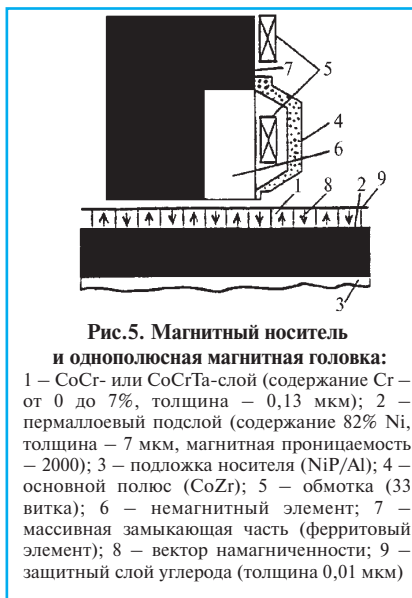 7
5
4
6
1
8
2
9
3
Рис.5. Магнитный носитель
и однополюсная магнитная головка:
1 – CoCr- или CoCrTa-слой (содержание Cr –
от 0 до 7%, толщина – 0,13 мкм); 2 –
пермаллоевый подслой (содержание 82% Ni,
толщина – 7 мкм, магнитная проницаемость
– 2000); 3 – подложка носителя (NiP/Al); 4 –
основной полюс (CoZr); 5 – обмотка (33
витка); 6 – немагнитный элемент; 7 –
массивная замыкающая часть (ферритовый
элемент); 8 – вектор намагниченности; 9 –
защитный слой углерода (толщина 0,01 мкм)